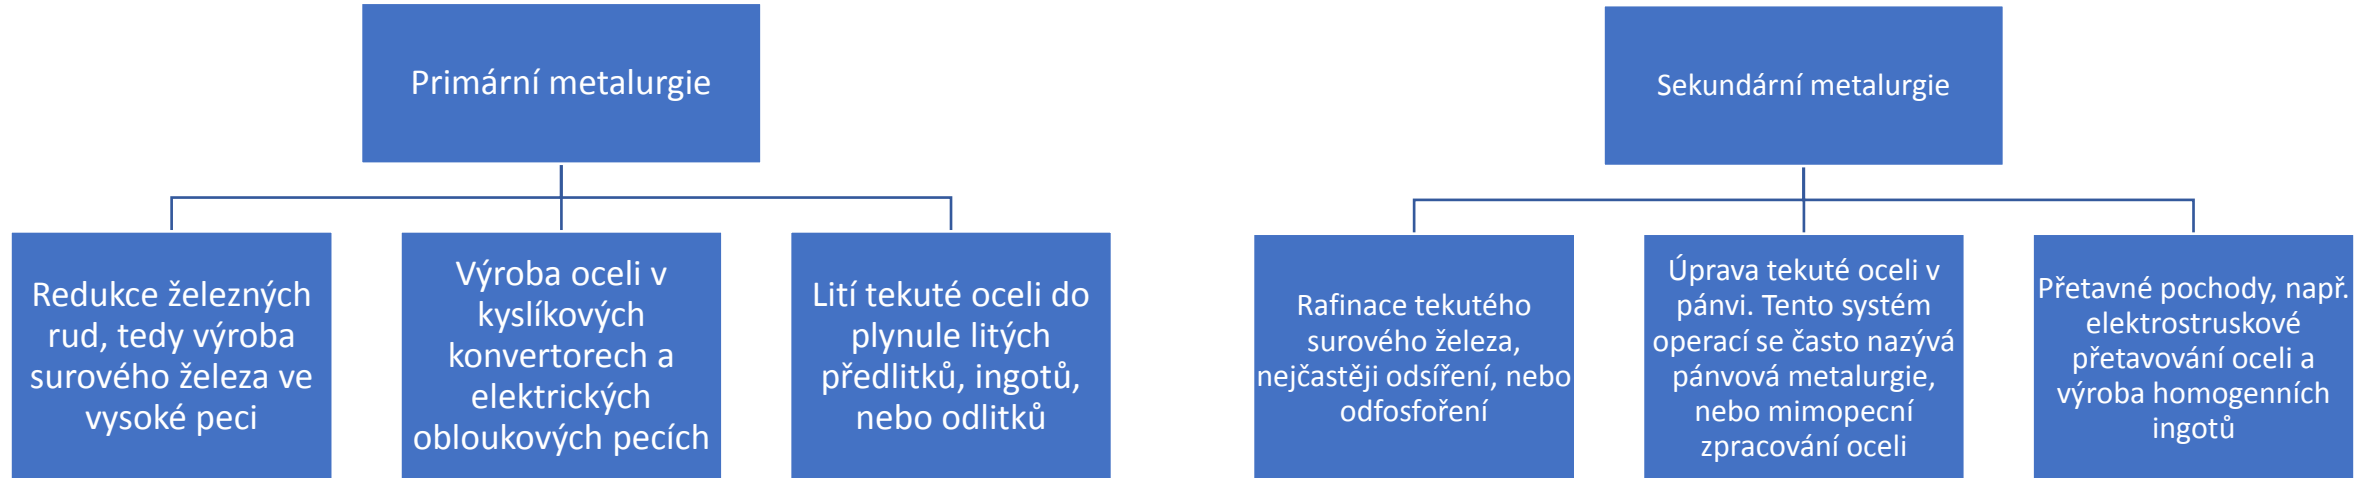 Primární metalurgie
Redukce železných
rud, tedy výroba
surového železa ve
vysoké peci
Výroba oceli v
kyslíkových
konvertorech a
elektrických
obloukových pecích
Lití tekuté oceli do
plynule litých
předlitků, ingotů,
nebo odlitků
Sekundární metalurgie
Rafinace tekutého
surového železa,
nejčastěji odsíření, nebo
odfosfoření
Úprava tekuté oceli v
pánvi. Tento systém
operací se často nazývá
pánvová metalurgie,
nebo mimopecní
zpracování oceli
Přetavné pochody, např.
elektrostruskové
přetavování oceli a
výroba homogenních
ingotů